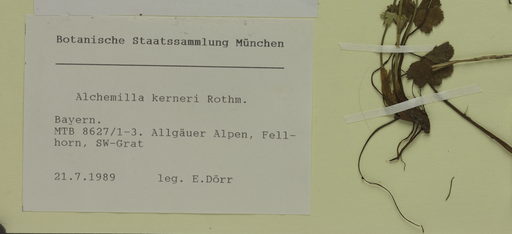 Botanische Staatssammlung München
Alchemilla kerneri Rothm.
Bayern.
MTB 8627/1-3. Allgäuer Alpen, Fell-
horn, SW-Grat
21.7.1989 leg. E.Dörr